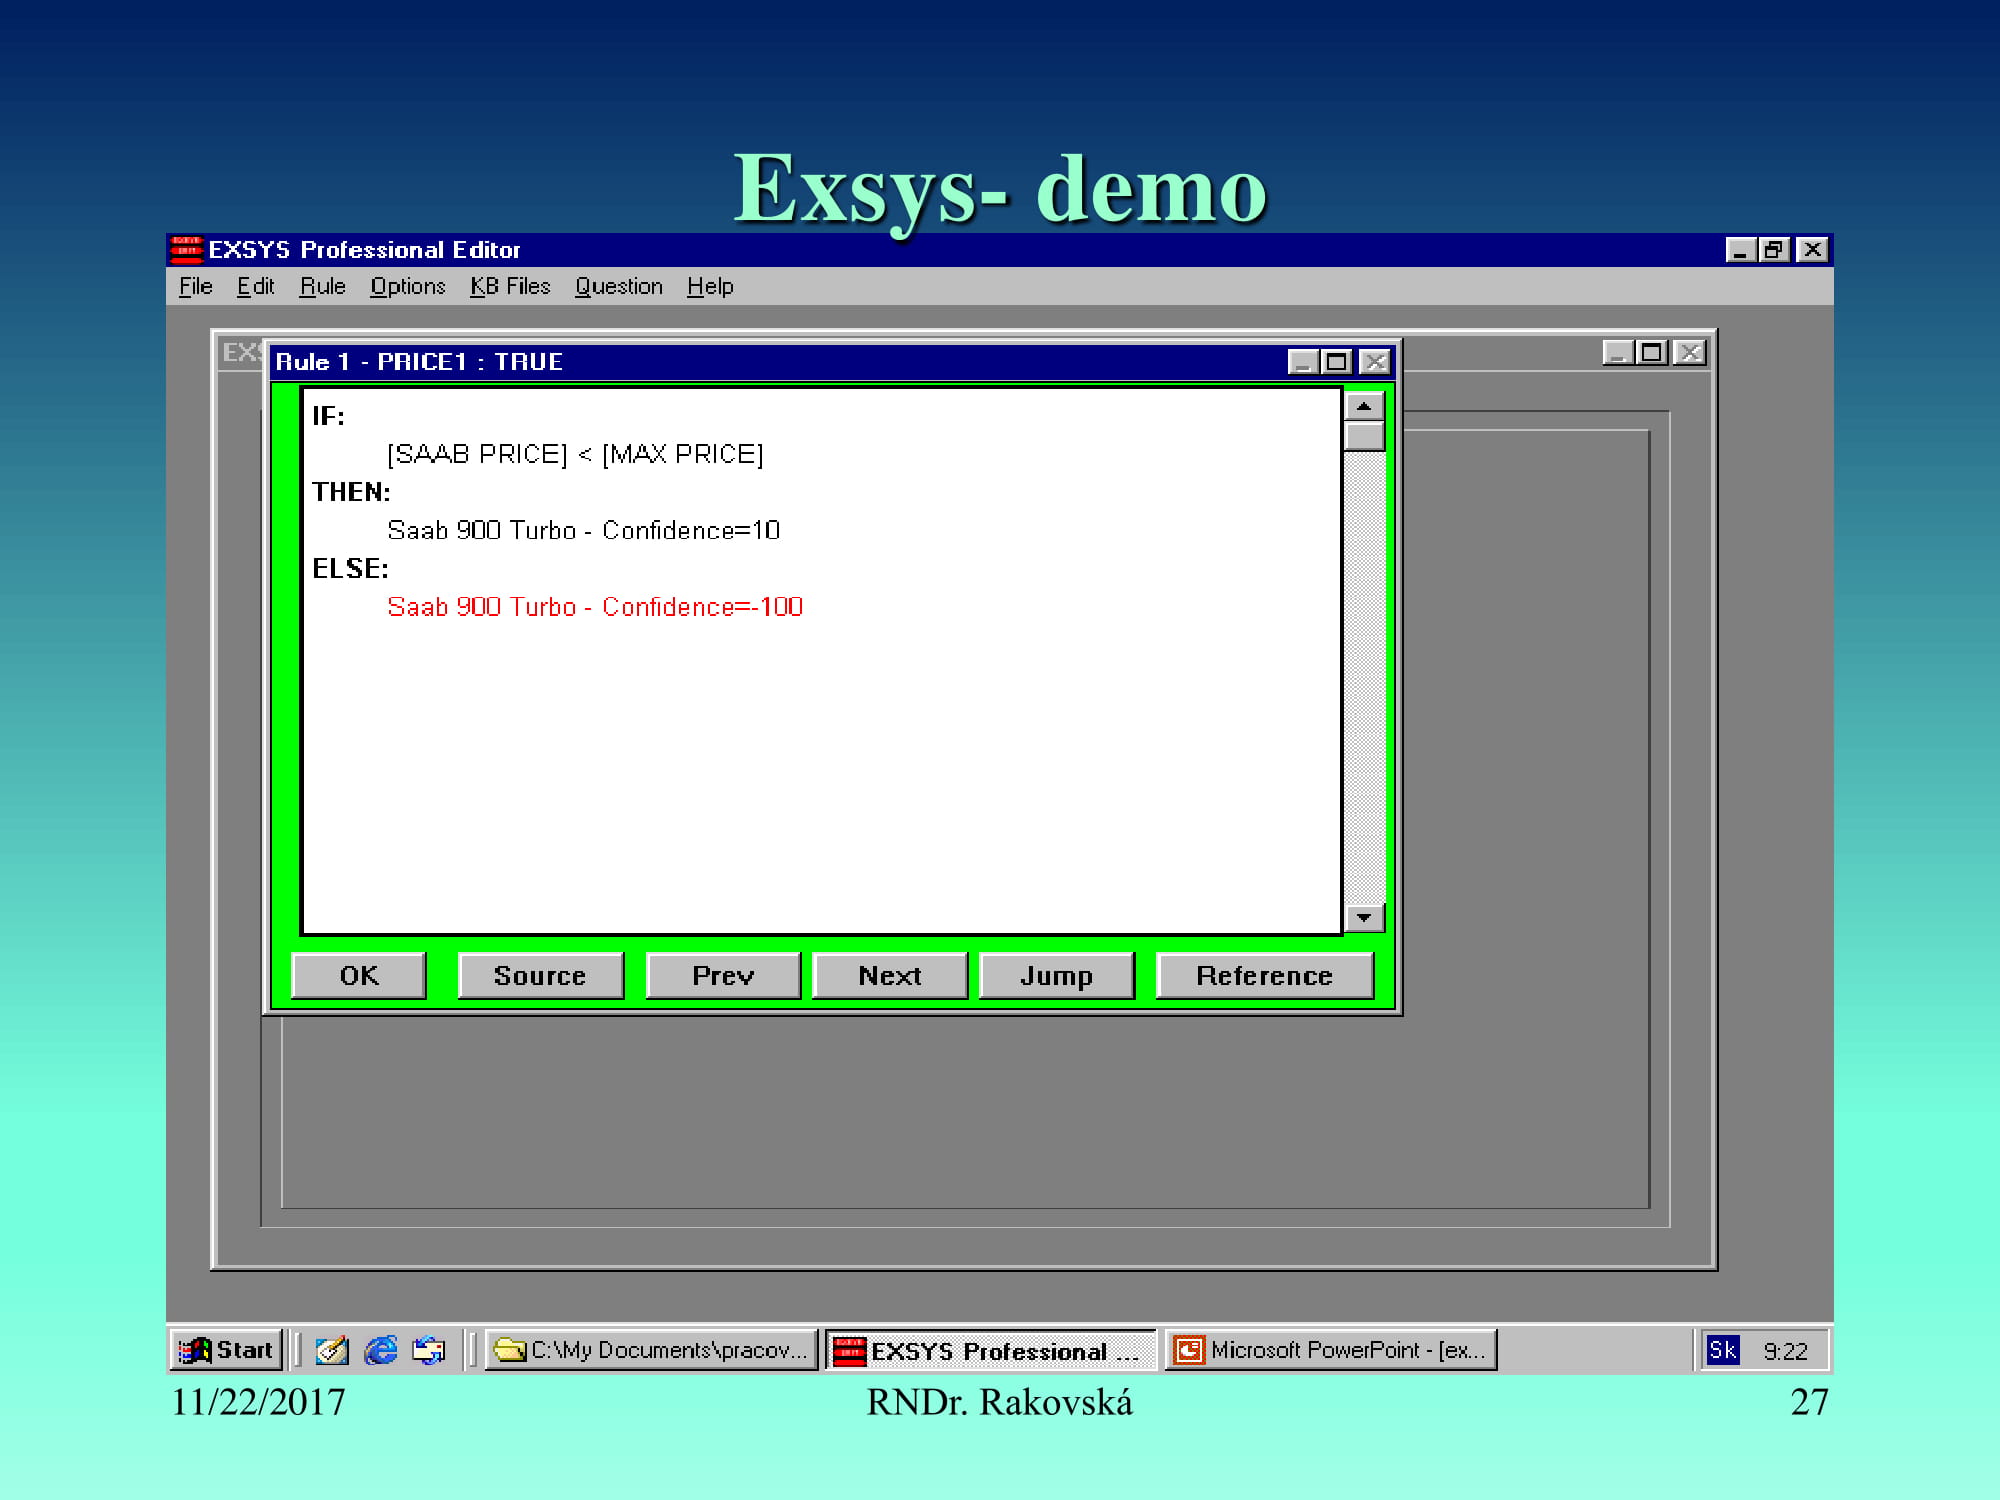 Exsys- demo
EXSYS Professional Editor
File Edit Rule Options KB Files Question Help
EXS
Rule 1 - PRICE1 : TRUE
IF:
[SAAB PRICE] < [MAX PRICE]
THEN:
Saab 900 Turbo - Confidence=10
ELSE:
Saab 900 Turbo - Confidence=-100
OK Source Prev Next Jump Reference
Start C:\My Documents\pracov... EXSYS Professional ... Microsoft PowerPoint - [ex... Sk 9:22
11/22/2017 RNDr. Rakovská 27